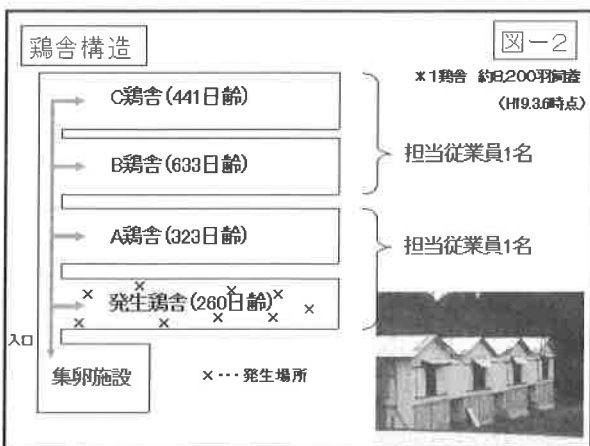 鶏舎構造
図－2
＊1鶏舎 約8,200羽飼養
(H19.3.6時点)
C鶏舎(441日齢)
B鶏舎(633日齢)
担当従業員1名
A鶏舎(323日齢)
担当従業員1名
発生鶏舎(260日齢)
入口
集卵施設
×・・・発生場所